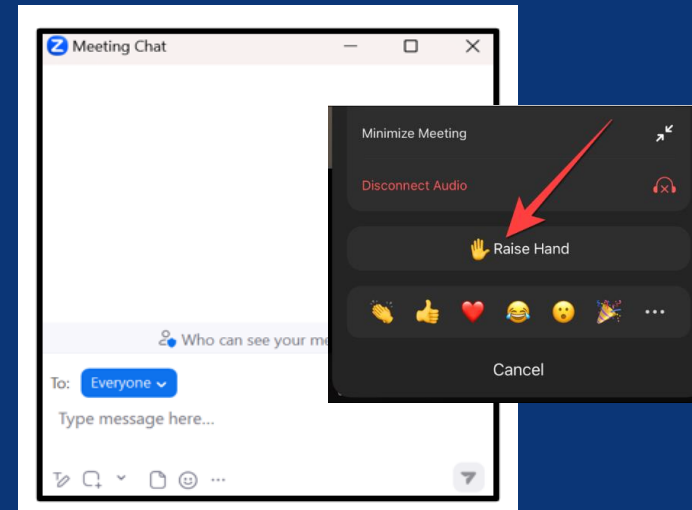 Meeting Chat
Minimize Meeting
Disconnect Audio
Raise Hand
Who can see your me
To: Everyone
Cancel
Type message here...